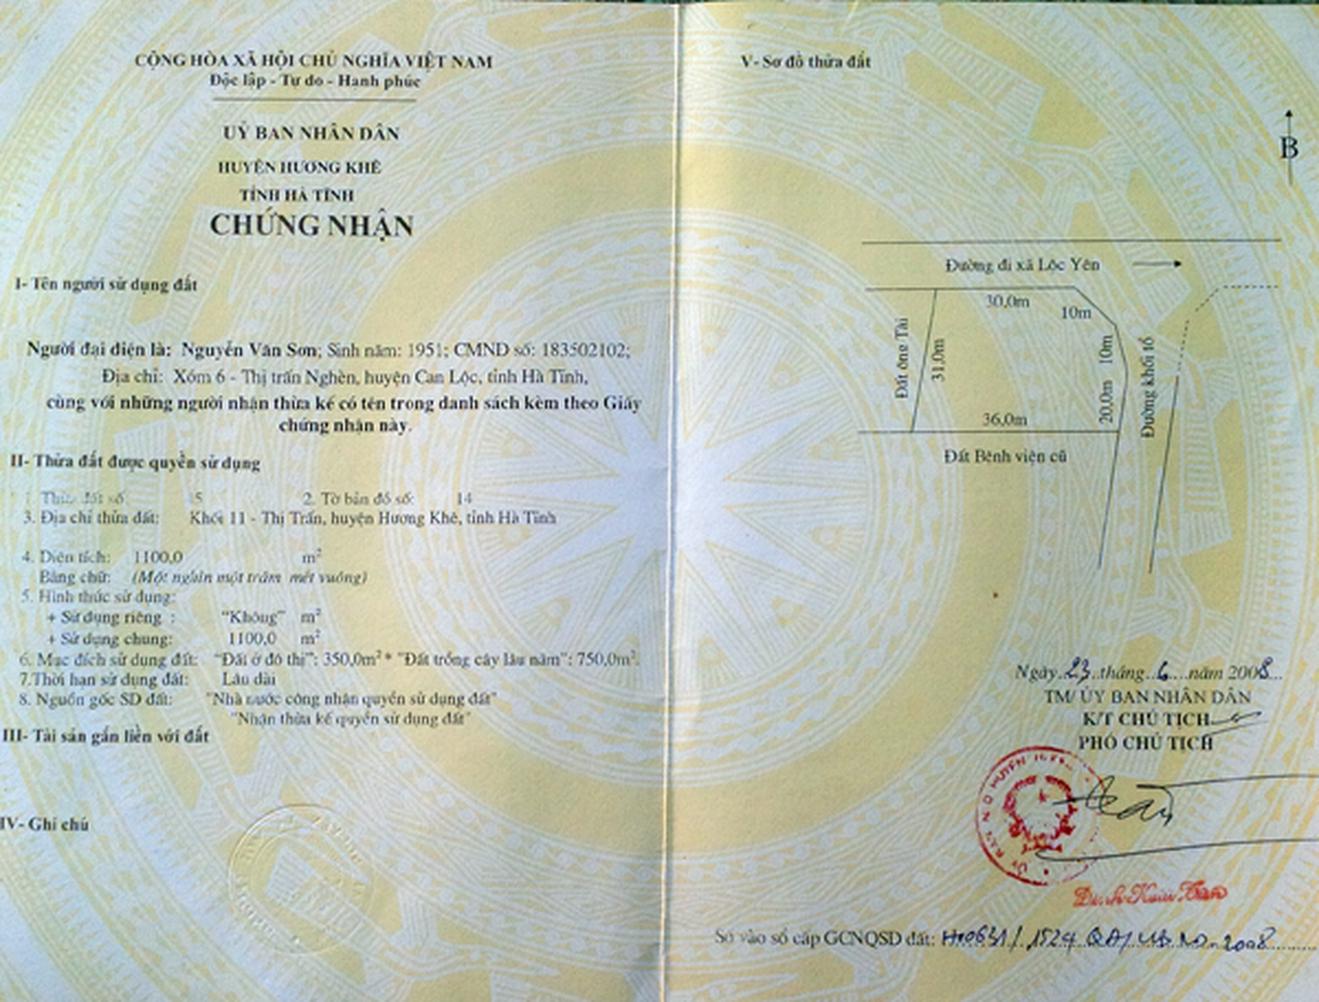 CỘNG HÒA XÃ HỘI CHỦ NGHĨA VIỆT NAM
Độc lập - Tự do - Hạnh phúc
UỶ BAN NHÂN DÂN
HUYỆN HƯƠNG KHÊ
TỈNH HÀ TĨNH
CHỨNG NHẬN
I- Tên người sử dụng đất
Người đại diện là: Nguyễn Văn Sơn; Sinh năm: 1951; CMND số: 183502102;
Địa chỉ: Xóm 6 - Thị trấn Nghèn, huyện Can Lộc, tỉnh Hà Tĩnh,
cùng với những người nhận thừa kế có tên trong danh sách kèm theo Giấy
chứng nhận này.
II- Thửa đất được quyền sử dụng
1. Thửa đất số 5 2. Tờ bản đồ số: 14
3. Địa chỉ thửa đất: Khối 11 - Thị Trấn, huyện Hương Khê, tỉnh Hà Tĩnh
4. Diện tích: 1100,0 m²
Bằng chữ: (Một nghìn một trăm mét vuông)
5. Hình thức sử dụng:
+ Sử dụng riêng : "Không" m²
+ Sử dụng chung: 1100,0 m²
6. Mục đích sử dụng đất: "Đất ở đô thị": 350,0m² * "Đất trồng cây lâu năm": 750,0m².
7.Thời hạn sử dụng đất: Lâu dài
8. Nguồn gốc SD đất: "Nhà nước công nhận quyền sử dụng đất"
"Nhận thừa kế quyền sử dụng đất"
III- Tài sản gắn liền với đất
IV- Ghi chú
V- Sơ đồ thửa đất
B
Đường đi xã Lộc Yên
30,0m
10m
Đất ông Tài
31,0m
10m
20,0m
Đường khối tổ
36,0m
Đất Bệnh viện cũ
Ngày 23 tháng 6 năm 2008
TM/ ỦY BAN NHÂN DÂN
K/T CHỦ TỊCH
PHÓ CHỦ TỊCH
Số vào sổ cấp GCNQSD đất: H00631/1524 QĐ/UBND-2008